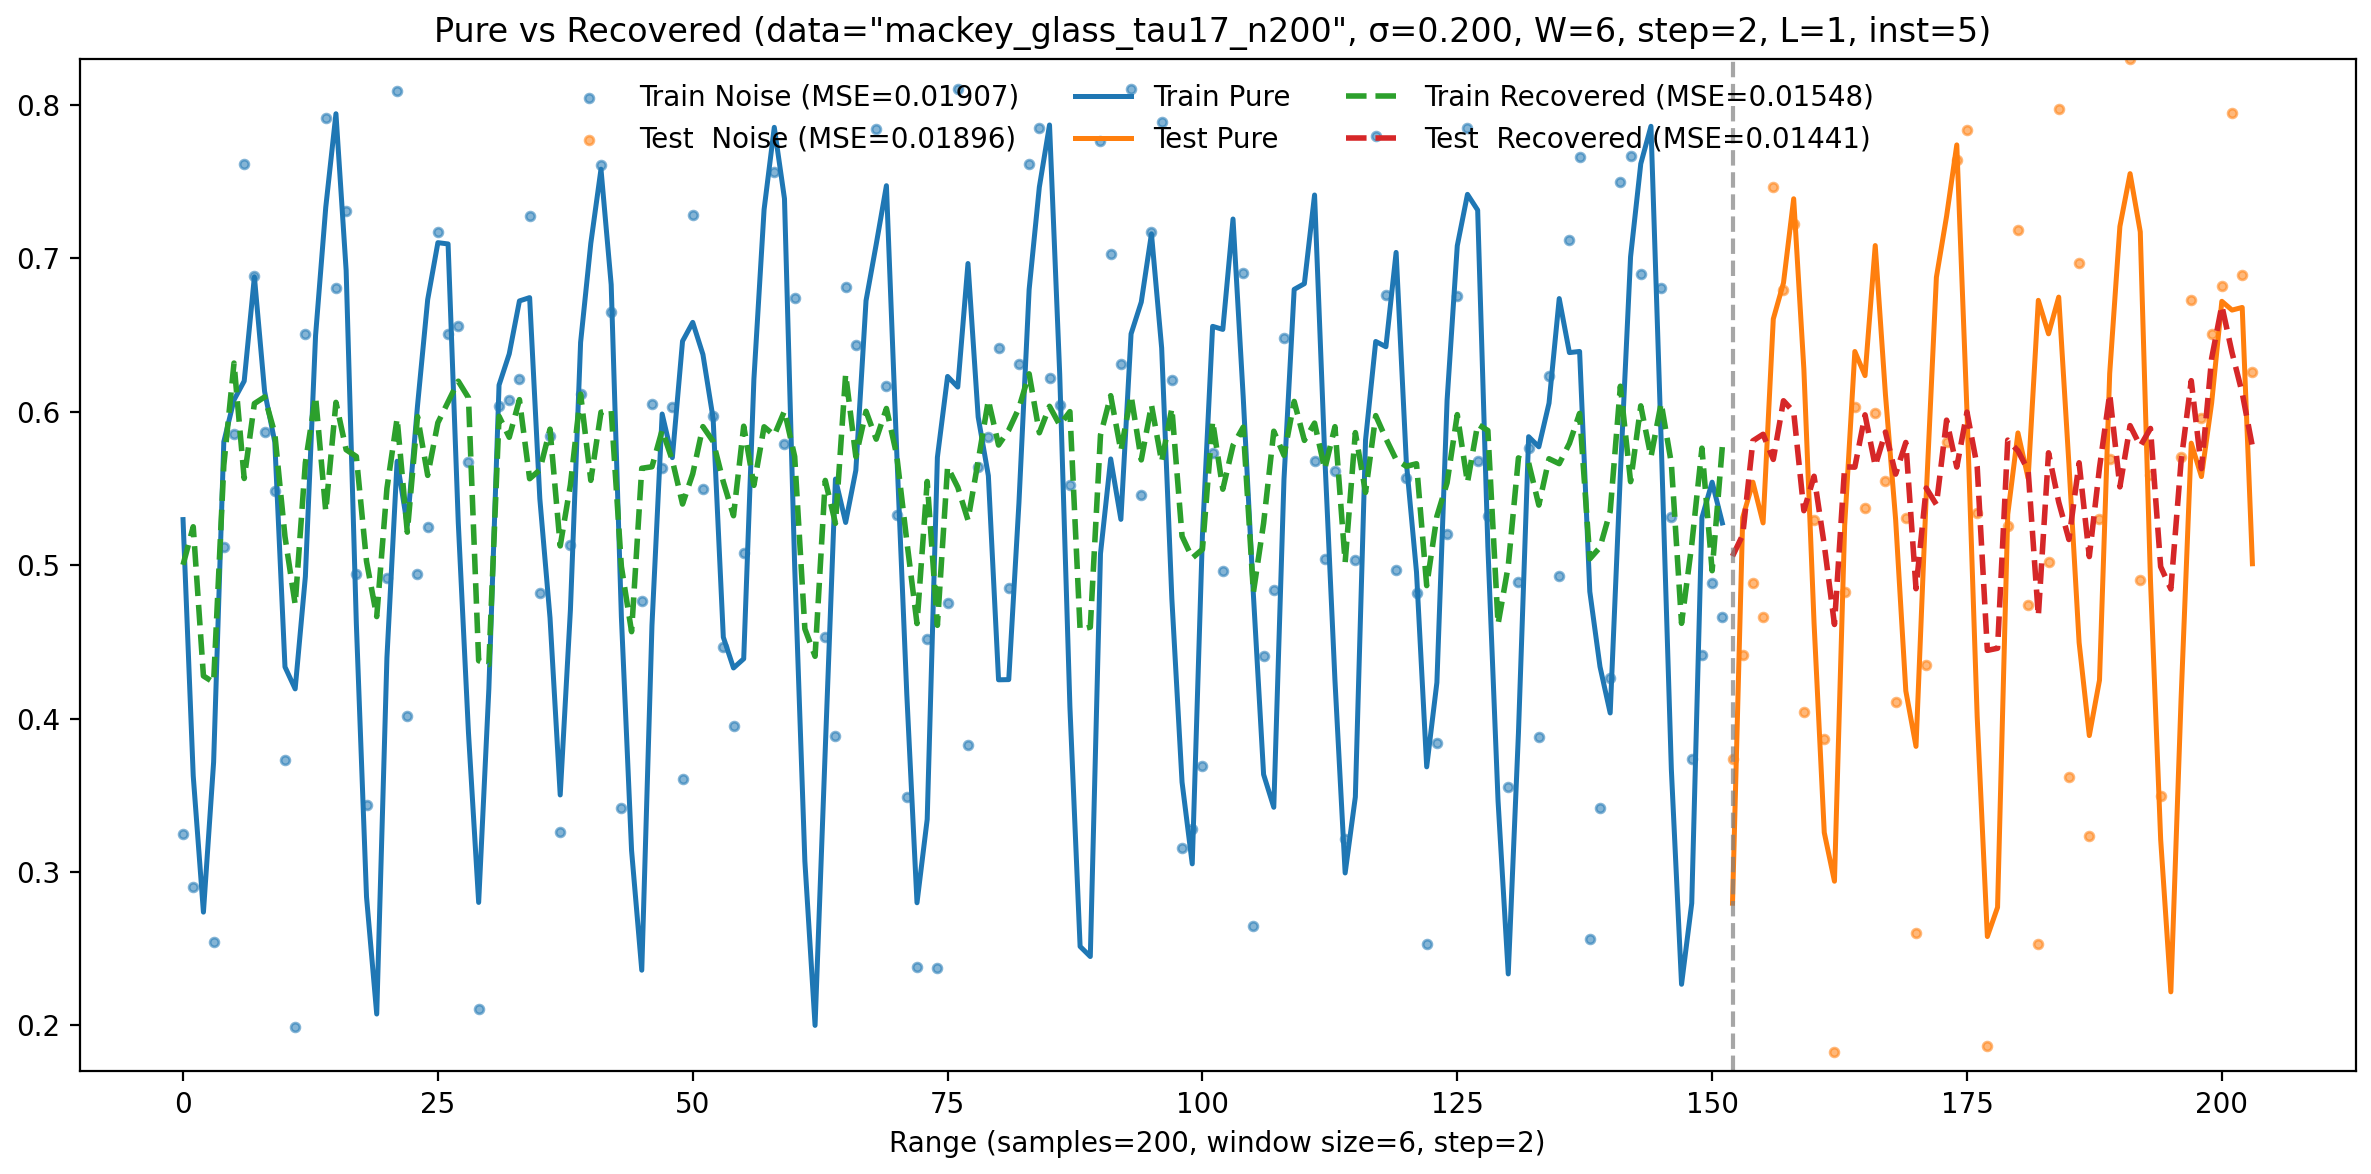 Pure vs Recovered (data="mackey_glass_tau17_n200", σ=0.200, W=6, step=2, L=1, inst=5)
Train Noise (MSE=0.01907) Train Pure Train Recovered (MSE=0.01548)
Test  Noise (MSE=0.01896) Test Pure Test  Recovered (MSE=0.01441)
0.8
0.7
0.6
0.5
0.4
0.3
0.2
0 25 50 75 100 125 150 175 200
Range (samples=200, window size=6, step=2)